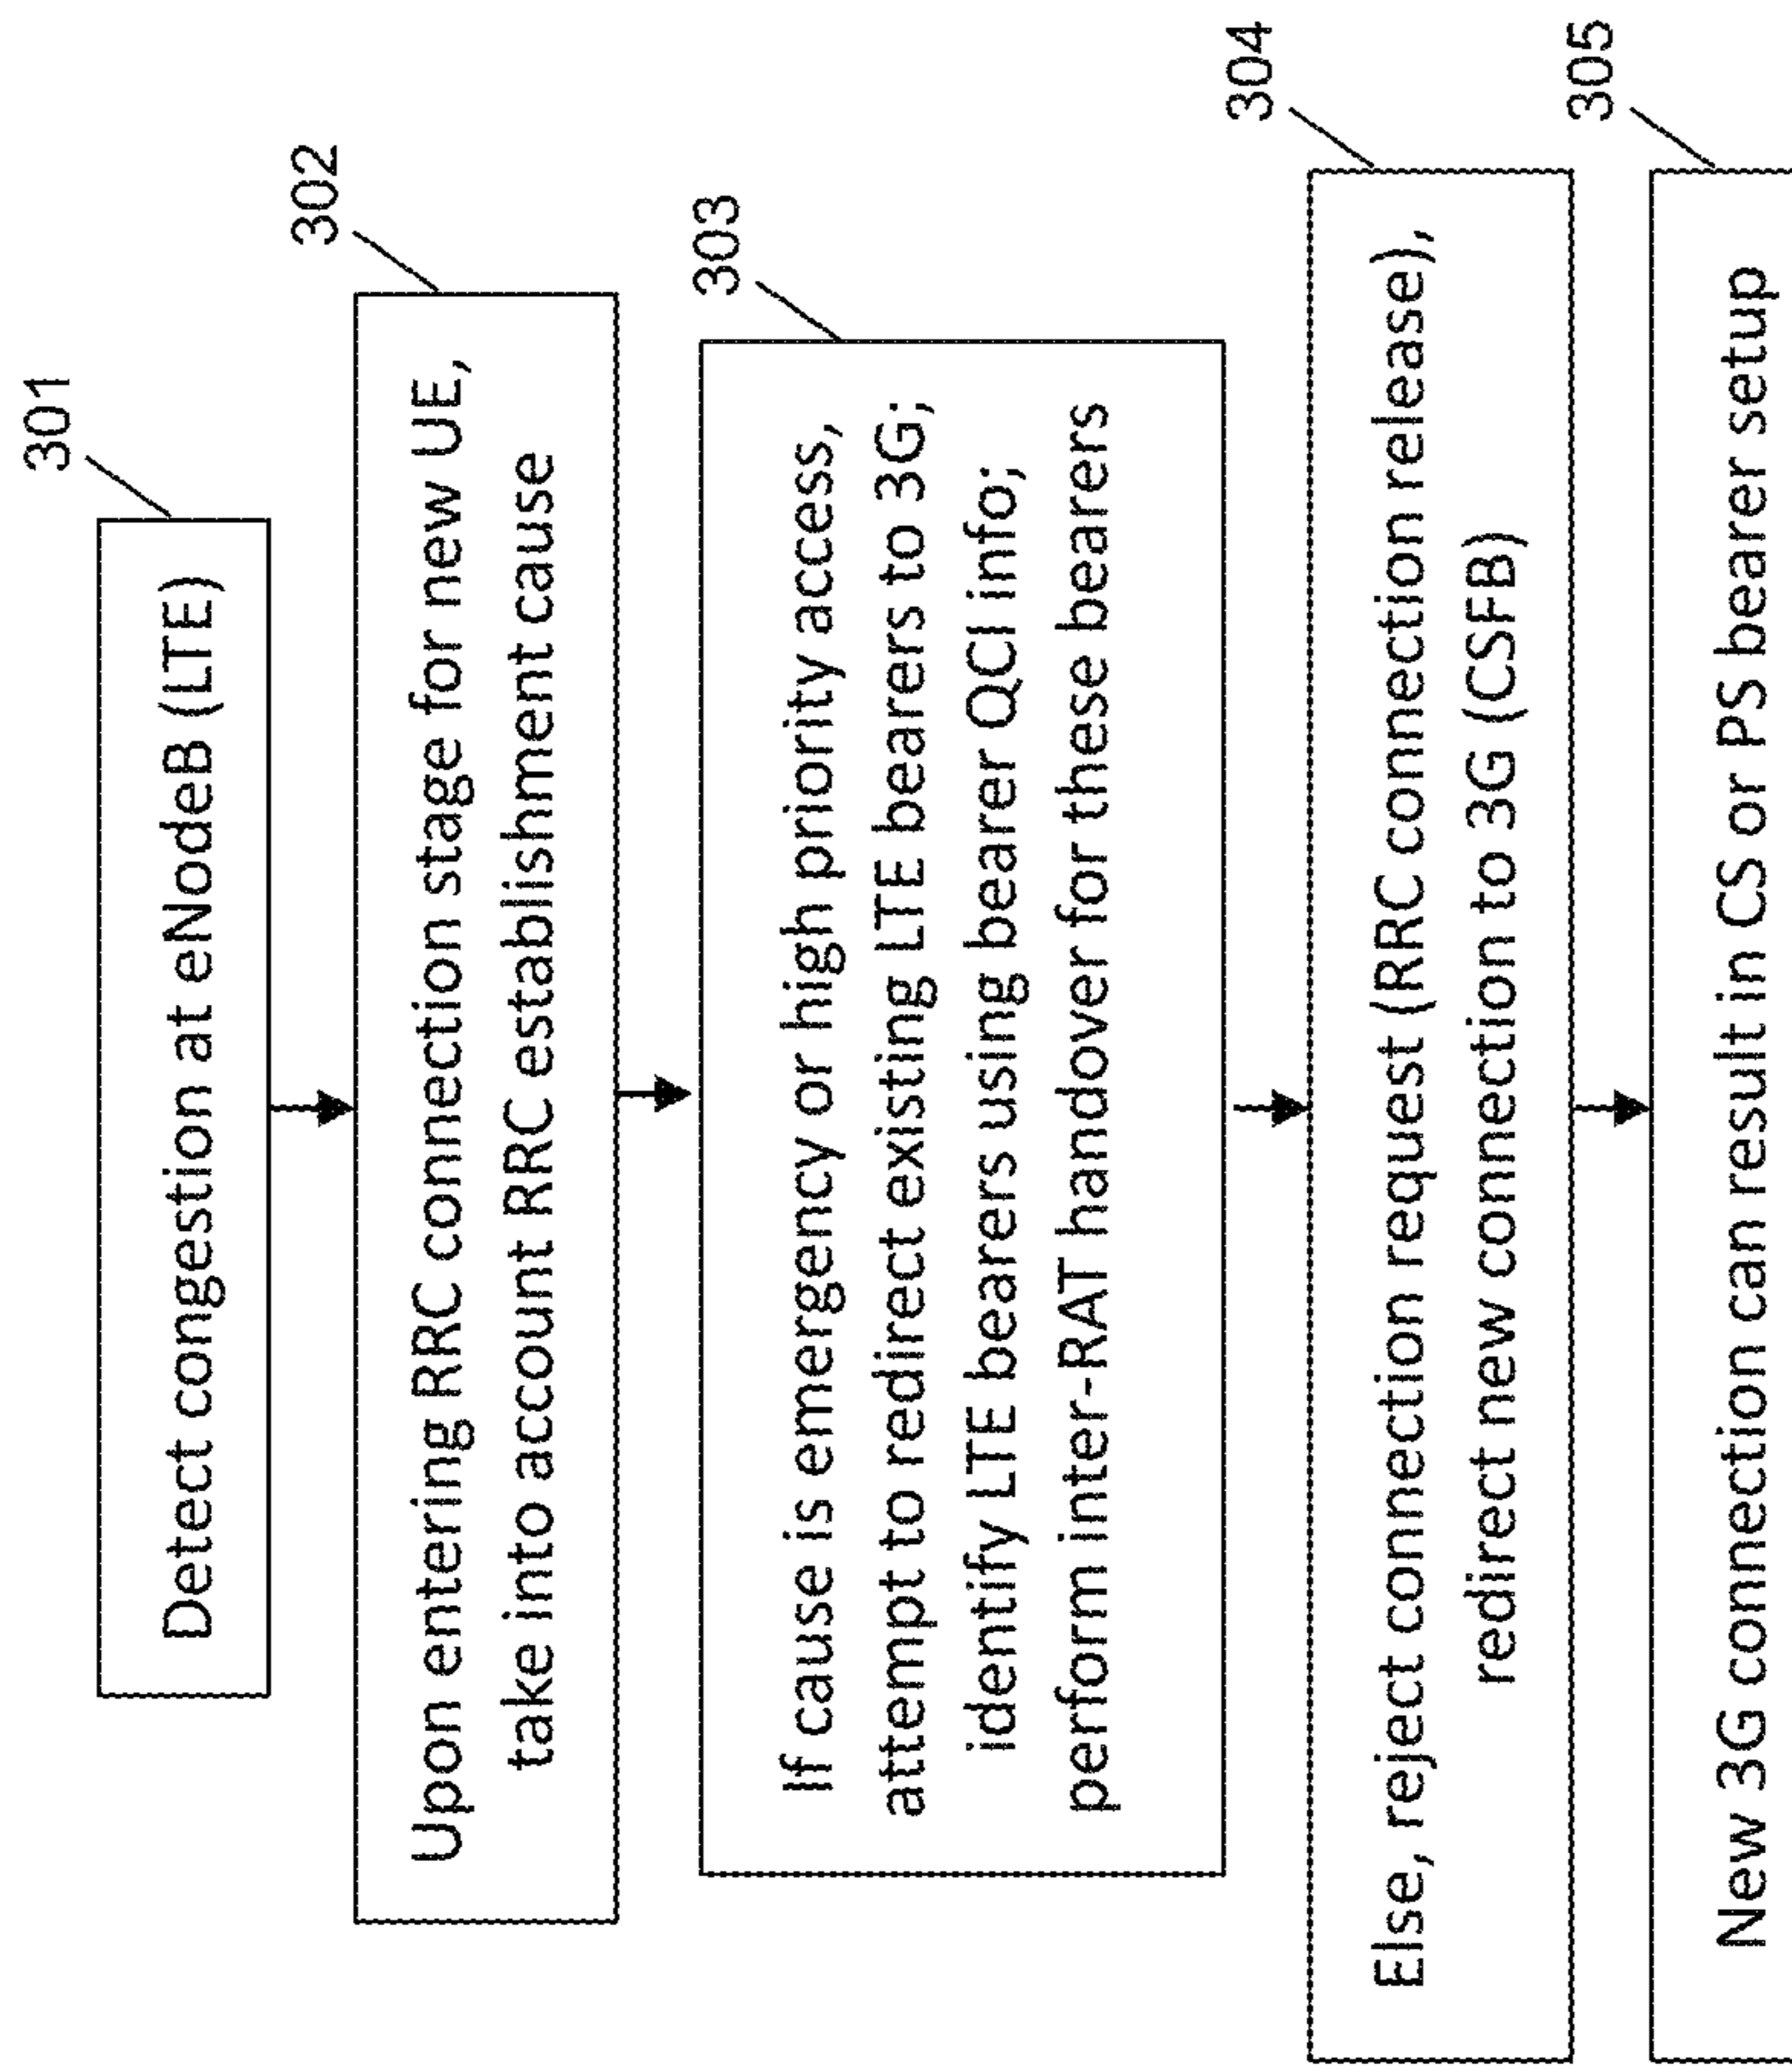 301
Detect congestion at eNodeB (LTE)
302
Upon entering RRC connection stage for new UE,
take into account RRC establishment cause
303
If cause is emergency or high priority access,
attempt to redirect existing LTE bearers to 3G;
identify LTE bearers using bearer QCI info;
perform inter-RAT handover for these bearers
304
Else, reject connection request (RRC connection release),
redirect new connection to 3G (CSFB)
305
New 3G connection can result in CS or PS bearer setup